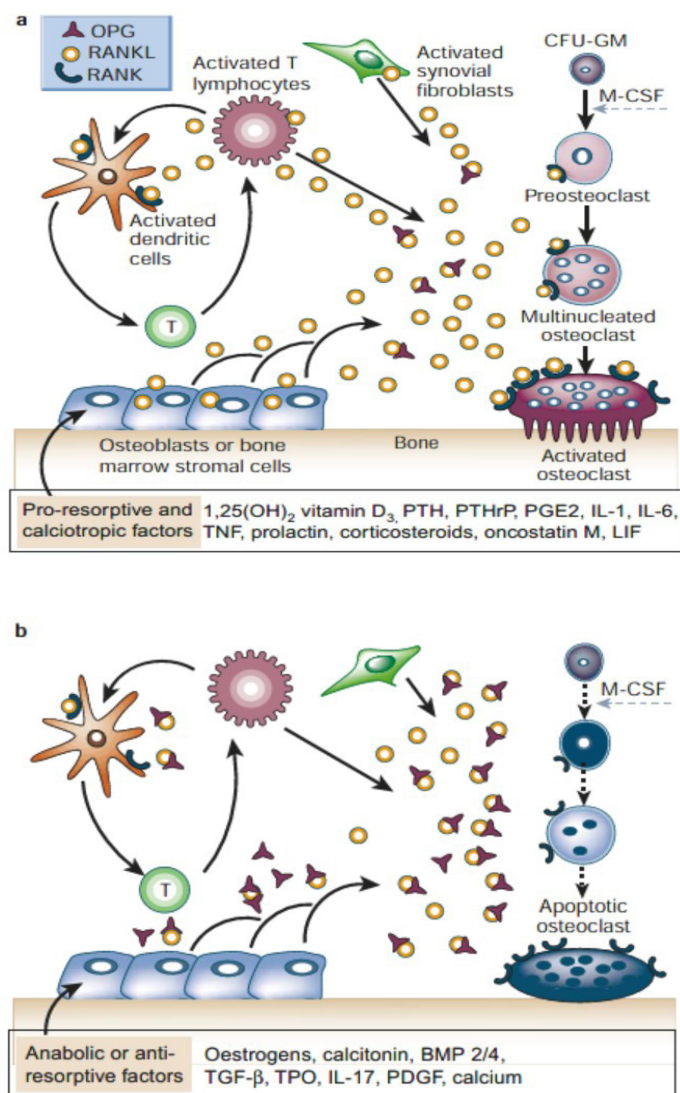 a
OPG
RANKL
RANK
Activated T
lymphocytes
Activated
synovial
fibroblasts
CFU-GM
M-CSF
Activated
dendritic
cells
Preosteoclast
T
Multinucleated
osteoclast
Osteoblasts or bone
marrow stromal cells
Bone
Activated
osteoclast
Pro-resorptive and
calciotropic factors
1,25(OH)2 vitamin D3, PTH, PTHrP, PGE2, IL-1, IL-6,
TNF, prolactin, corticosteroids, oncostatin M, LIF
b
M-CSF
T
Apoptotic
osteoclast
Anabolic or anti-
resorptive factors
Oestrogens, calcitonin, BMP 2/4,
TGF-β, TPO, IL-17, PDGF, calcium